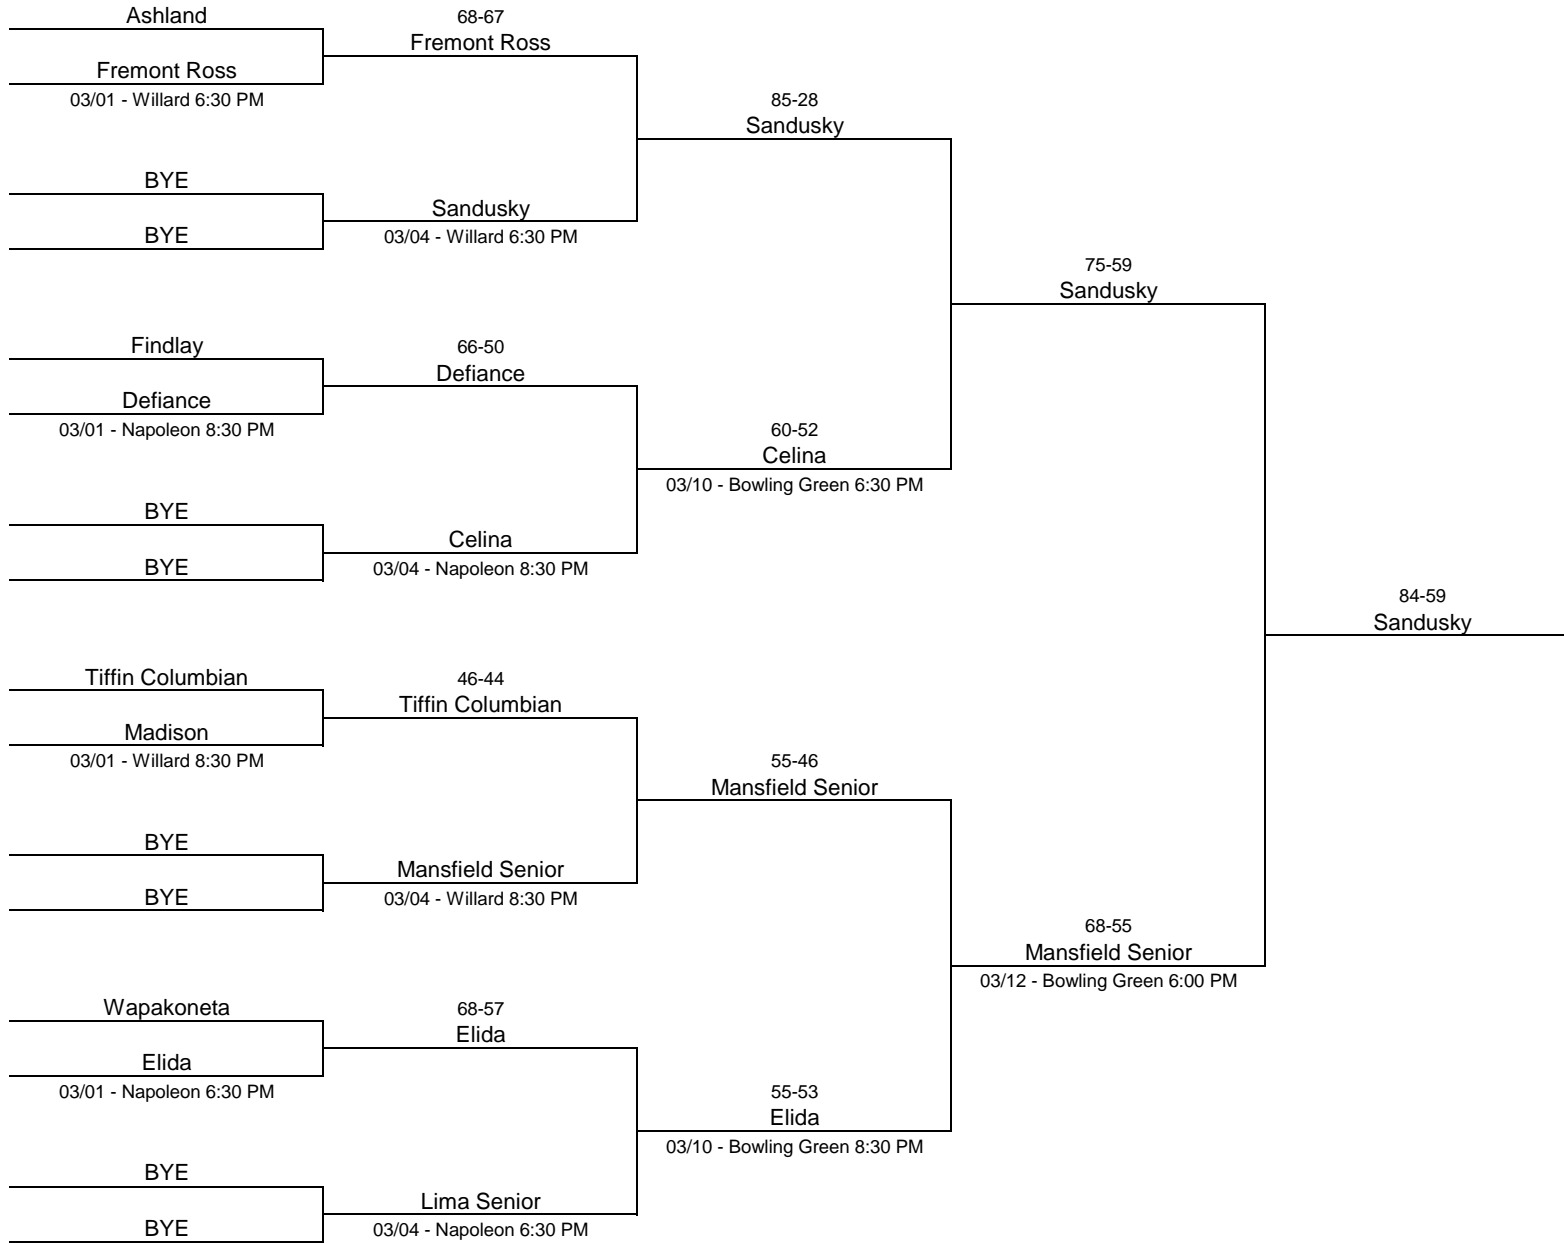 Ashland
Fremont Ross
03/01 - Willard 6:30 PM
BYE
BYE
Findlay
Defiance
03/01 - Napoleon 8:30 PM
BYE
BYE
Tiffin Columbian
Madison
03/01 - Willard 8:30 PM
BYE
BYE
Wapakoneta
Elida
03/01 - Napoleon 6:30 PM
BYE
BYE
68-67
Fremont Ross
Sandusky
03/04 - Willard 6:30 PM
66-50
Defiance
Celina
03/04 - Napoleon 8:30 PM
46-44
Tiffin Columbian
Mansfield Senior
03/04 - Willard 8:30 PM
68-57
Elida
Lima Senior
03/04 - Napoleon 6:30 PM
85-28
Sandusky
60-52
Celina
03/10 - Bowling Green 6:30 PM
55-46
Mansfield Senior
55-53
Elida
03/10 - Bowling Green 8:30 PM
75-59
Sandusky
68-55
Mansfield Senior
03/12 - Bowling Green 6:00 PM
84-59
Sandusky